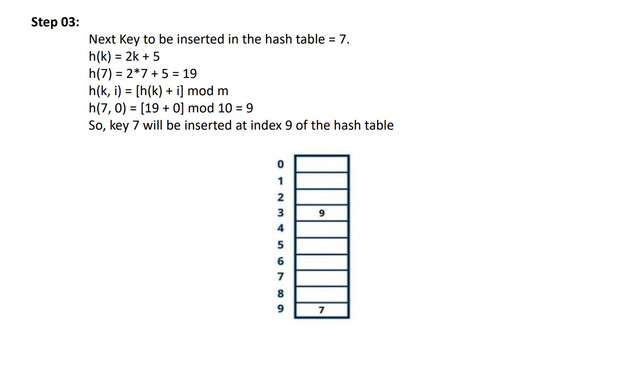 Step 03:
Next Key to be inserted in the hash table = 7.
h(k) = 2k + 5
h(7) = 2*7 + 5 = 19
h(k, i) = [h(k) + i] mod m
h(7, 0) = [19 + 0] mod 10 = 9
So, key 7 will be inserted at index 9 of the hash table
0
1
2
3 9
4
5
6
7
8
9 7